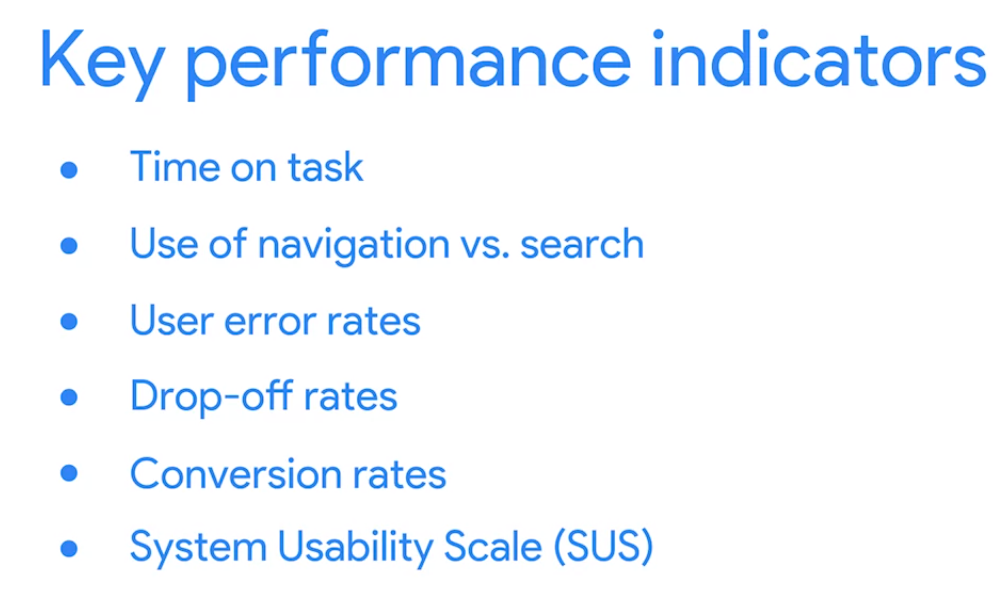 Key performance indicators
● Time on task
● Use of navigation vs. search
● User error rates
● Drop-off rates
● Conversion rates
● System Usability Scale (SUS)